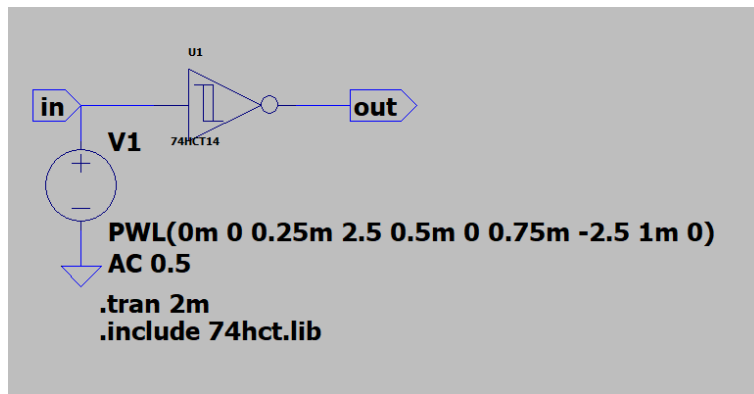 U1
in
out
74HCT14
V1
PWL(0m 0 0.25m 2.5 0.5m 0 0.75m -2.5 1m 0)
AC 0.5
.tran 2m
.include 74hct.lib